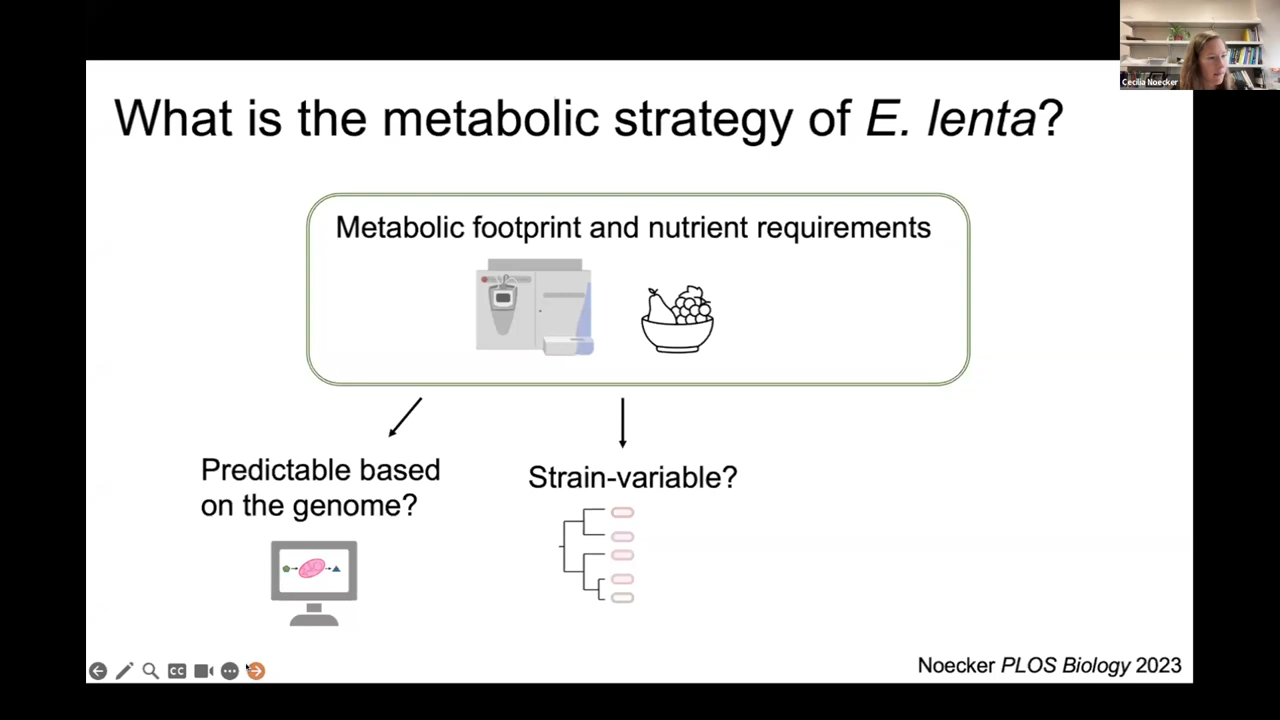 Cecilia Noecker
What is the metabolic strategy of E. lenta?
Metabolic footprint and nutrient requirements
Predictable based
on the genome?
Strain-variable?
CC
Noecker PLOS Biology 2023